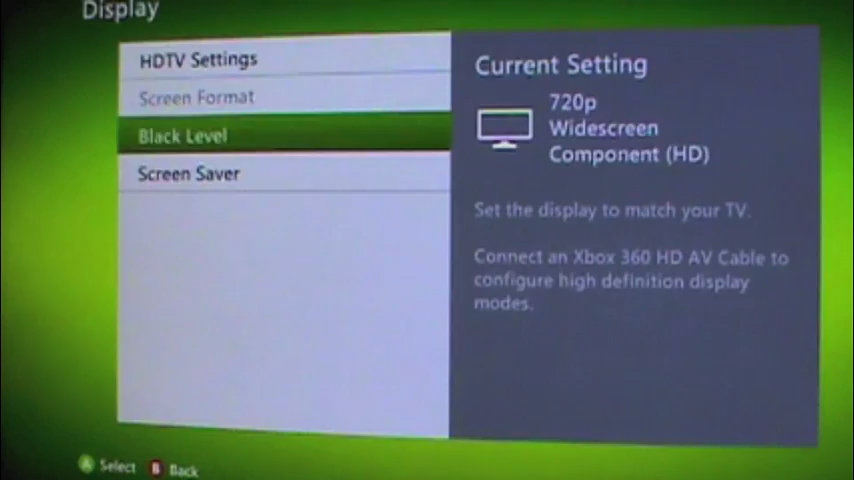 Display
HDTV Settings
Screen Format
Black Level
Screen Saver
Current Setting
720p
Widescreen
Component (HD)
Set the display to match your TV.
Connect an Xbox 360 HD AV Cable to
configure high definition display
modes.
A Select B Back